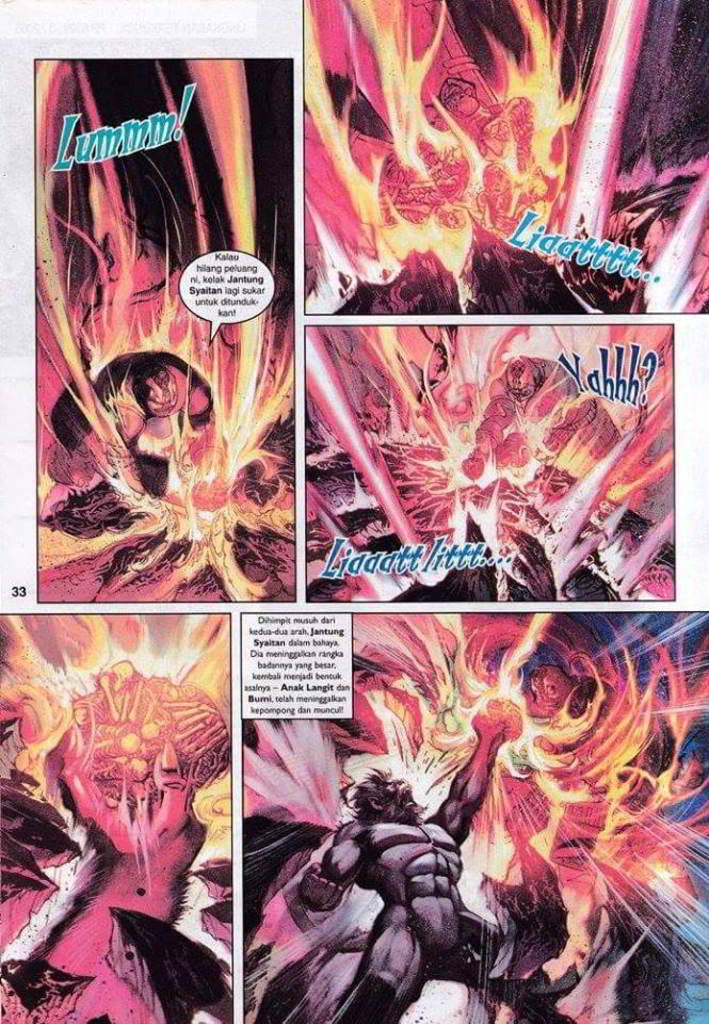 Lummm!
Kalau
hilang peluang
ni, kelak Jantung
Syaitan lagi sukar
untuk ditunduk-
kan!
Liaatttt...
Yahhh?
Liaaatt littt....
33
Dihimpit musuh dari
kedua-dua arah, Jantung
Syaitan dalam bahaya.
Dia meninggalkan rangka
badannya yang besar,
kembali menjadi bentuk
asalnya – Anak Langit dan
Bumi, telah meninggalkan
kepompong dan muncul!